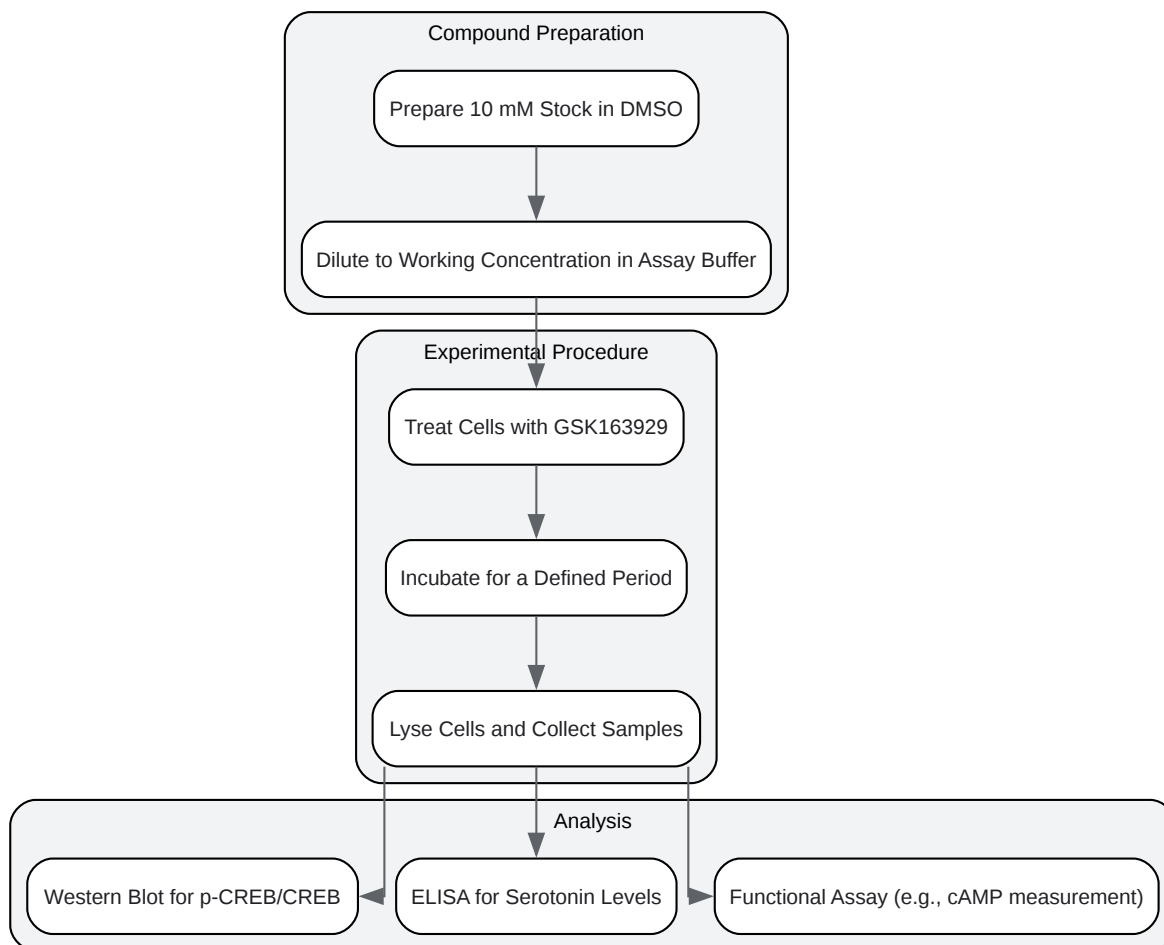 Compound Preparation
Prepare 10 mM Stock in DMSO
Dilute to Working Concentration in Assay Buffer
Experimental Procedure
Treat Cells with GSK163929
Incubate for a Defined Period
Lyse Cells and Collect Samples
Analysis
Western Blot for p-CREB/CREB
ELISA for Serotonin Levels
Functional Assay (e.g., cAMP measurement)